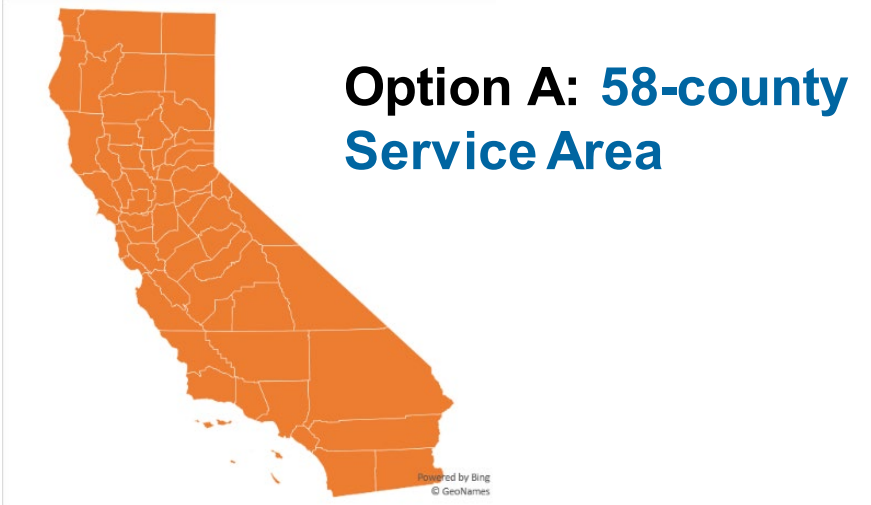 Option A: 58-county
Service Area
Powered by Bing
© GeoNames